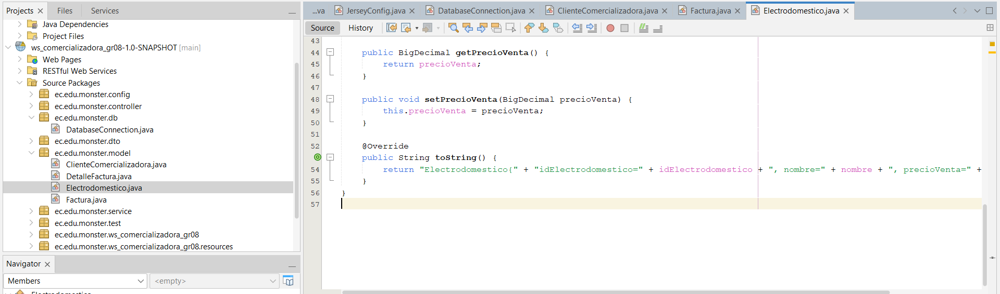 Projects
Files
Services
Java Dependencies
Project Files
ws_comercializadora_gr08-1.0-SNAPSHOT [main]
Web Pages
RESTful Web Services
Source Packages
ec.edu.monster.config
ec.edu.monster.controller
ec.edu.monster.db
DatabaseConnection.java
ec.edu.monster.dto
ec.edu.monster.model
ClienteComercializadora.java
DetalleFactura.java
Electrodomestico.java
Factura.java
ec.edu.monster.service
ec.edu.monster.test
ec.edu.monster.ws_comercializadora_gr08
ec.edu.monster.ws_comercializadora_gr08.resources
Navigator
Members
<empty>
Electrodomestico
...va
JerseyConfig.java
DatabaseConnection.java
ClienteComercializadora.java
Factura.java
Electrodomestico.java
Source
History
43
44 public BigDecimal getPrecioVenta() {
45 return precioVenta;
46 }
47
48 public void setPrecioVenta(BigDecimal precioVenta) {
49 this.precioVenta = precioVenta;
50 }
51
52 @Override
public String toString() {
54 return "Electrodomestico{" + "idElectrodomestico=" + idElectrodomestico + ", nombre=" + nombre + ", precioVenta=" +
55 }
56 }
57